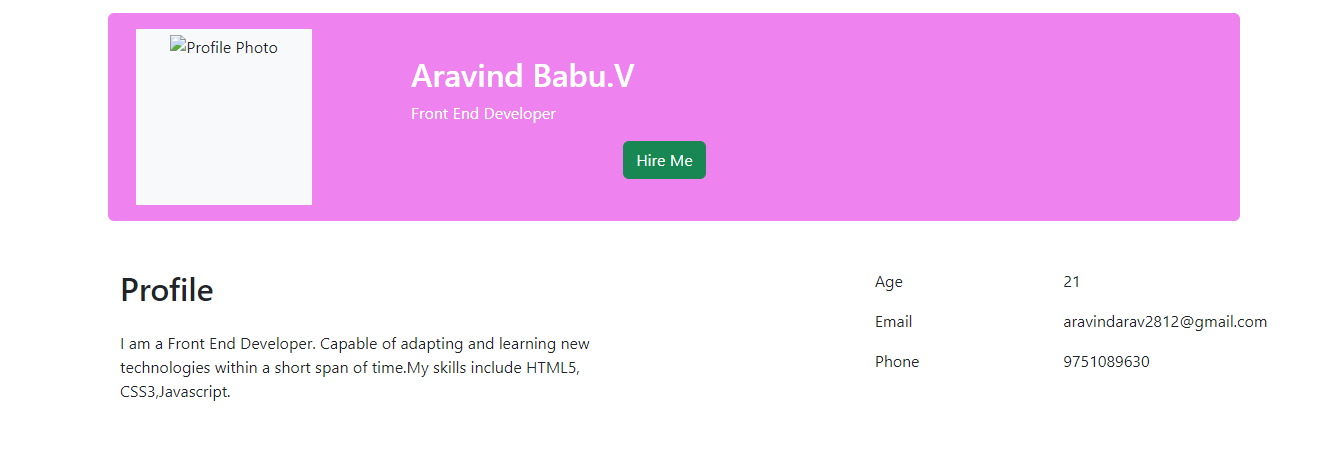 Profile Photo
Aravind Babu.V
Front End Developer
Hire Me
Profile
I am a Front End Developer. Capable of adapting and learning new
technologies within a short span of time.My skills include HTML5,
CSS3,Javascript.
Age 21
Email aravindarav2812@gmail.com
Phone 9751089630